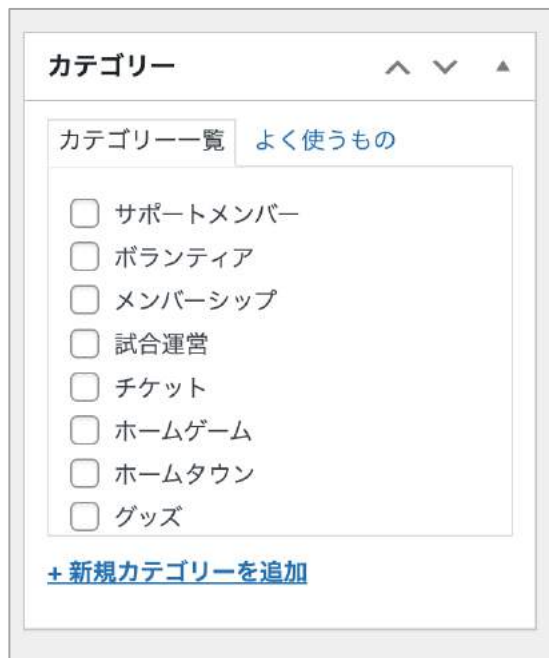 カテゴリー
カテゴリー一覧 よく使うもの
サポートメンバー
ボランティア
メンバーシップ
試合運営
チケット
ホームゲーム
ホームタウン
グッズ
+ 新規カテゴリーを追加